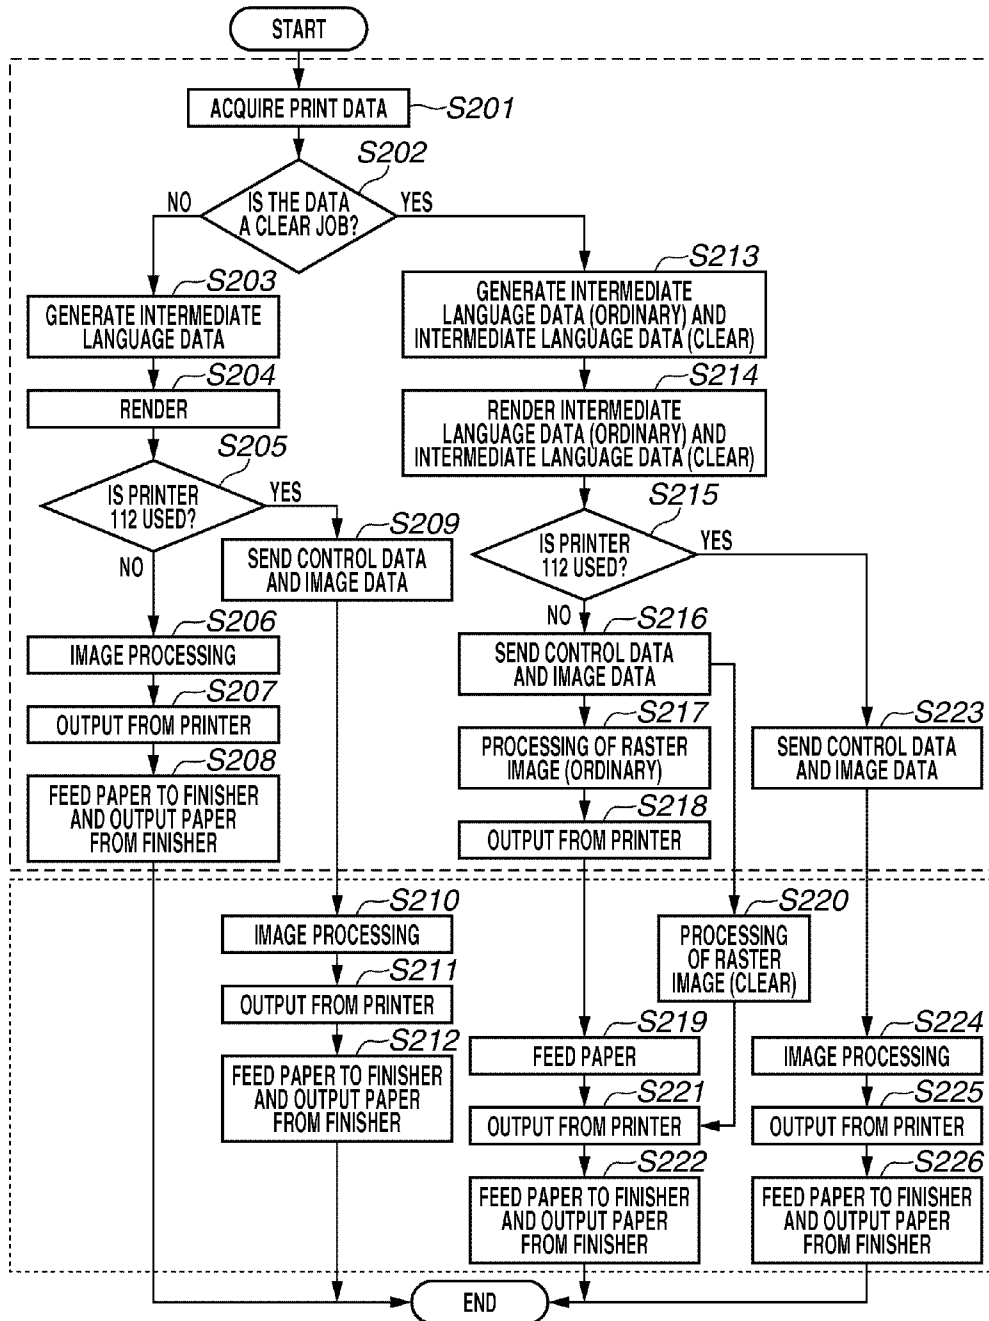 START
ACQUIRE PRINT DATA
S201
S202
IS THE DATA
A CLEAR JOB?
NO
YES
S203
GENERATE INTERMEDIATE
LANGUAGE DATA
S204
RENDER
S205
IS PRINTER
112 USED?
YES
NO
S206
IMAGE PROCESSING
S207
OUTPUT FROM PRINTER
S208
FEED PAPER TO FINISHER
AND OUTPUT PAPER
FROM FINISHER
S209
SEND CONTROL DATA
AND IMAGE DATA
S210
IMAGE PROCESSING
S211
OUTPUT FROM PRINTER
S212
FEED PAPER TO FINISHER
AND OUTPUT PAPER
FROM FINISHER
S213
GENERATE INTERMEDIATE
LANGUAGE DATA (ORDINARY) AND
INTERMEDIATE LANGUAGE DATA (CLEAR)
S214
RENDER INTERMEDIATE
LANGUAGE DATA (ORDINARY) AND
INTERMEDIATE LANGUAGE DATA (CLEAR)
S215
IS PRINTER
112 USED?
YES
NO
S216
SEND CONTROL DATA
AND IMAGE DATA
S217
PROCESSING OF RASTER
IMAGE (ORDINARY)
S218
OUTPUT FROM PRINTER
S219
FEED PAPER
S220
PROCESSING
OF RASTER
IMAGE (CLEAR)
S221
OUTPUT FROM PRINTER
S222
FEED PAPER TO FINISHER
AND OUTPUT PAPER
FROM FINISHER
S223
SEND CONTROL DATA
AND IMAGE DATA
S224
IMAGE PROCESSING
S225
OUTPUT FROM PRINTER
S226
FEED PAPER TO FINISHER
AND OUTPUT PAPER
FROM FINISHER
END